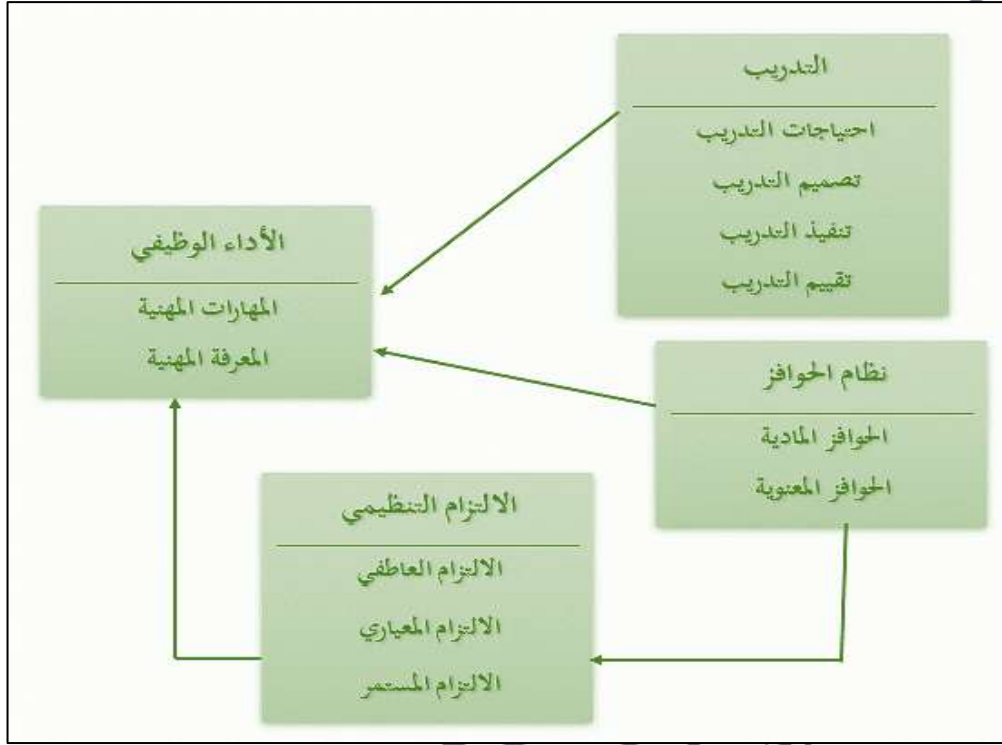 التدريب
احتياجات التدريب
تصميم التدريب
تنفيذ التدريب
تقييم التدريب
الأداء الوظيفي
المهارات المهنية
المعرفة المهنية
نظام الحوافز
الحوافز المادية
الحوافز المعنوية
الالتزام التنظيمي
الالتزام العاطفي
الالتزام المعياري
الالتزام المستمر